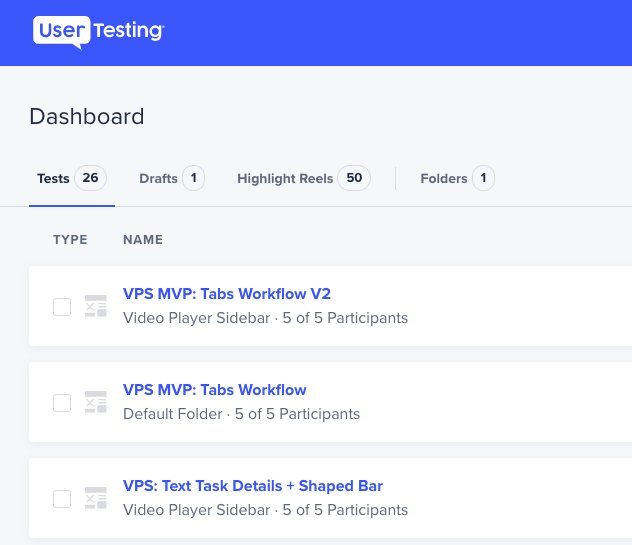 UserTesting
Dashboard
Tests 26 Drafts 1 Highlight Reels 50 Folders 1
TYPE NAME
VPS MVP: Tabs Workflow V2
Video Player Sidebar · 5 of 5 Participants
VPS MVP: Tabs Workflow
Default Folder · 5 of 5 Participants
VPS: Text Task Details + Shaped Bar
Video Player Sidebar · 5 of 5 Participants